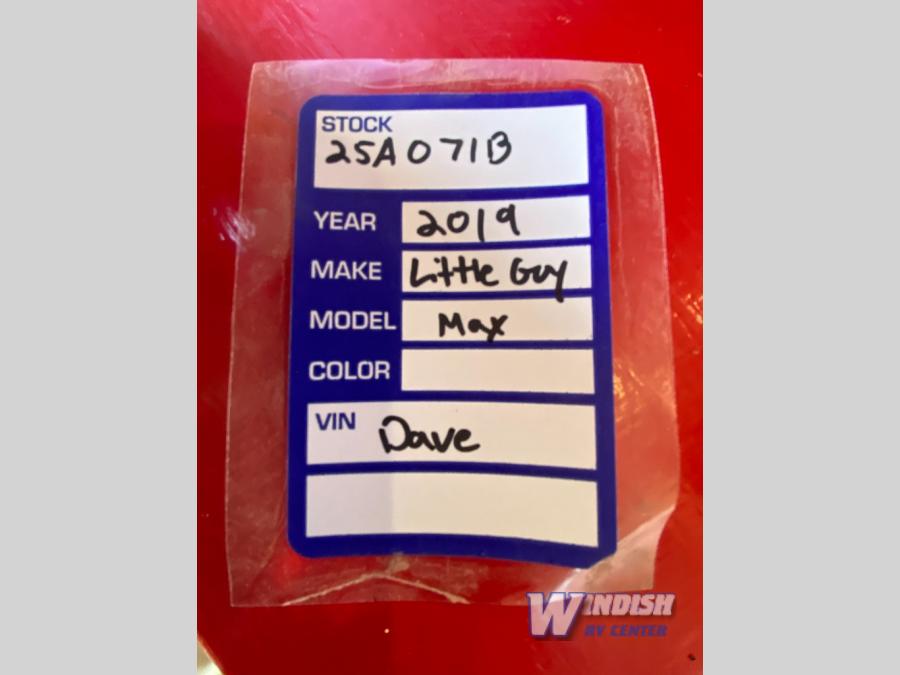 STOCK
25A071B
YEAR 2019
MAKE Little Guy
MODEL Max
COLOR
VIN Dave
WINDISH
RV CENTER